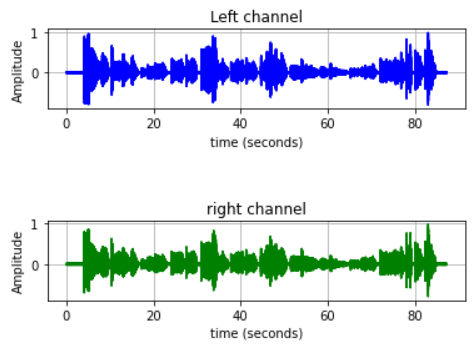 Left channel
1
0
Amplitude
0 20 40 60 80
time (seconds)
right channel
1
0
Amplitude
0 20 40 60 80
time (seconds)